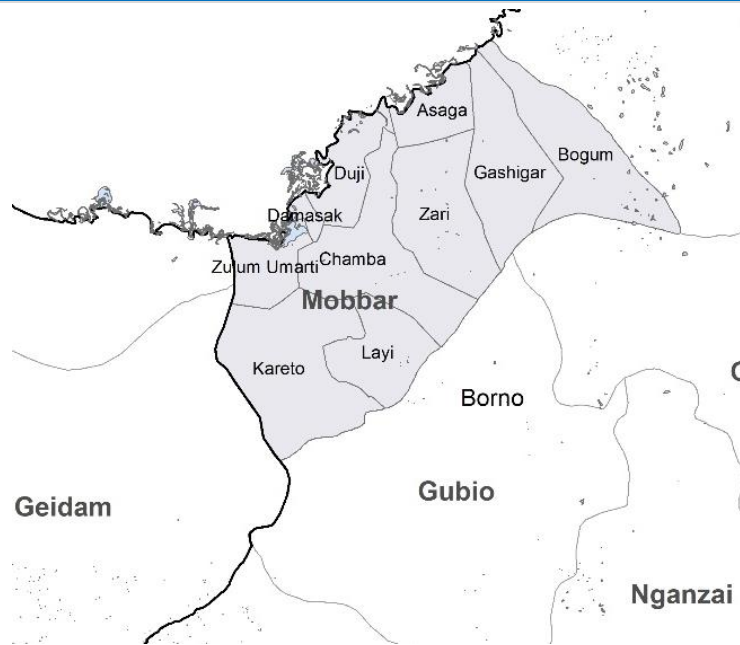 Asaga
Bogum
Duji
Gashigar
Damasak
Zari
Chamba
Zulum Umarti
Mobbar
Layi
Kareto
Borno
Gubio
Geidam
Nganzai